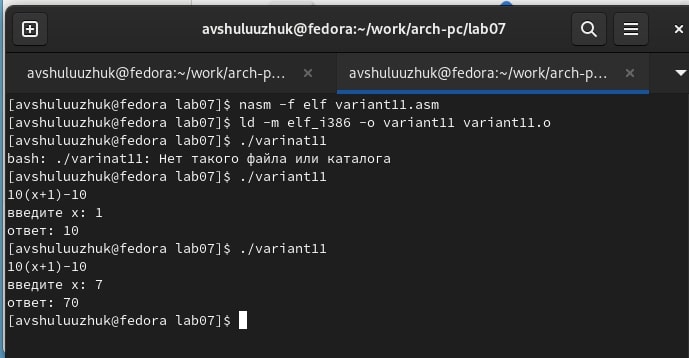 avshuluuzhuk@fedora:~/work/arch-pc/lab07
avshuluuzhuk@fedora:~/work/arch-p... × avshuluuzhuk@fedora:~/work/arch-p... ×
[avshuluuzhuk@fedora lab07]$ nasm -f elf variant11.asm
[avshuluuzhuk@fedora lab07]$ ld -m elf_i386 -o variant11 variant11.o
[avshuluuzhuk@fedora lab07]$ ./varinat11
bash: ./varinat11: Нет такого файла или каталога
[avshuluuzhuk@fedora lab07]$ ./variant11
10(x+1)-10
введите x: 1
ответ: 10
[avshuluuzhuk@fedora lab07]$ ./variant11
10(x+1)-10
введите x: 7
ответ: 70
[avshuluuzhuk@fedora lab07]$